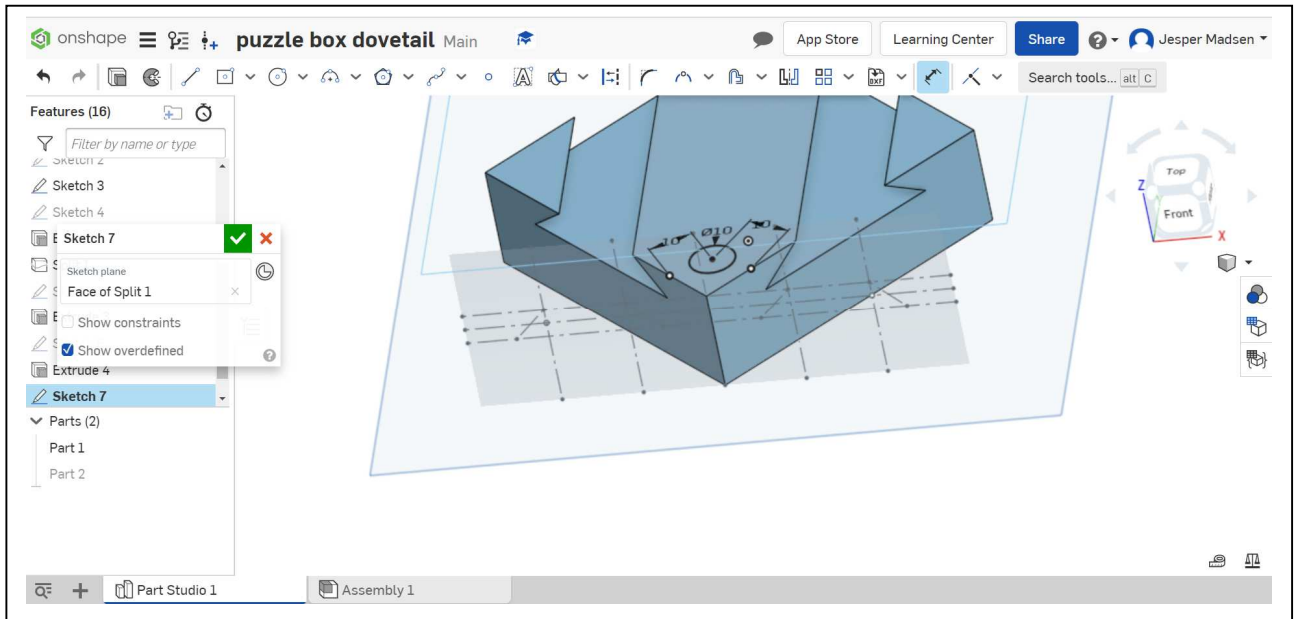 onshape puzzle box dovetail Main App Store Learning Center Share Jesper Madsen
Search tools... alt C
Features (16)
Filter by name or type
Sketch 2
Sketch 3
Sketch 4
Sketch 7
Sketch plane
Face of Split 1
Show constraints
Show overdefined
Extrude 4
Sketch 7
Parts (2)
Part 1
Part 2
10 Ø10 10
Top
Front
Z
X
Part Studio 1 Assembly 1